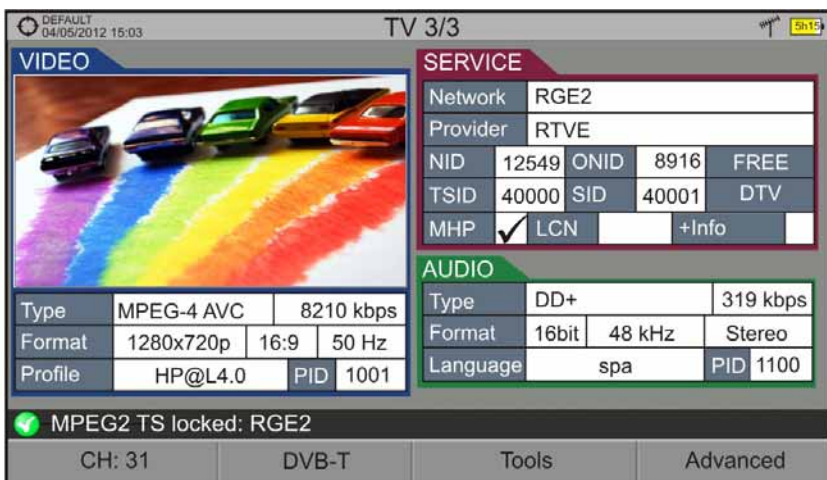 DEFAULT
04/05/2012 15:03
TV 3/3
5h15
VIDEO
Type MPEG-4 AVC 8210 kbps
Format 1280x720p 16:9 50 Hz
Profile HP@L4.0 PID 1001
SERVICE
Network RGE2
Provider RTVE
NID 12549 ONID 8916 FREE
TSID 40000 SID 40001 DTV
MHP ✓ LCN +Info
AUDIO
Type DD+ 319 kbps
Format 16bit 48 kHz Stereo
Language spa PID 1100
MPEG2 TS locked: RGE2
CH: 31 DVB-T Tools Advanced